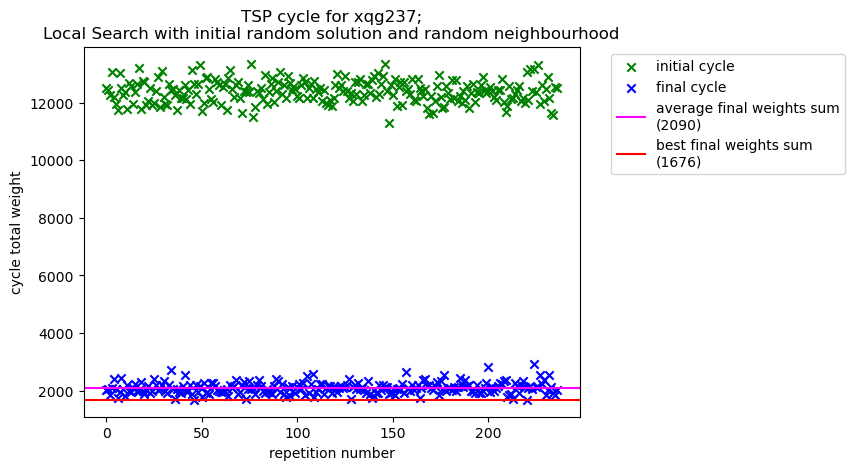 TSP cycle for xqg237;
Local Search with initial random solution and random neighbourhood
initial cycle
final cycle
average final weights sum
(2090)
best final weights sum
(1676)
cycle total weight
12000
10000
8000
6000
4000
2000
0 50 100 150 200
repetition number